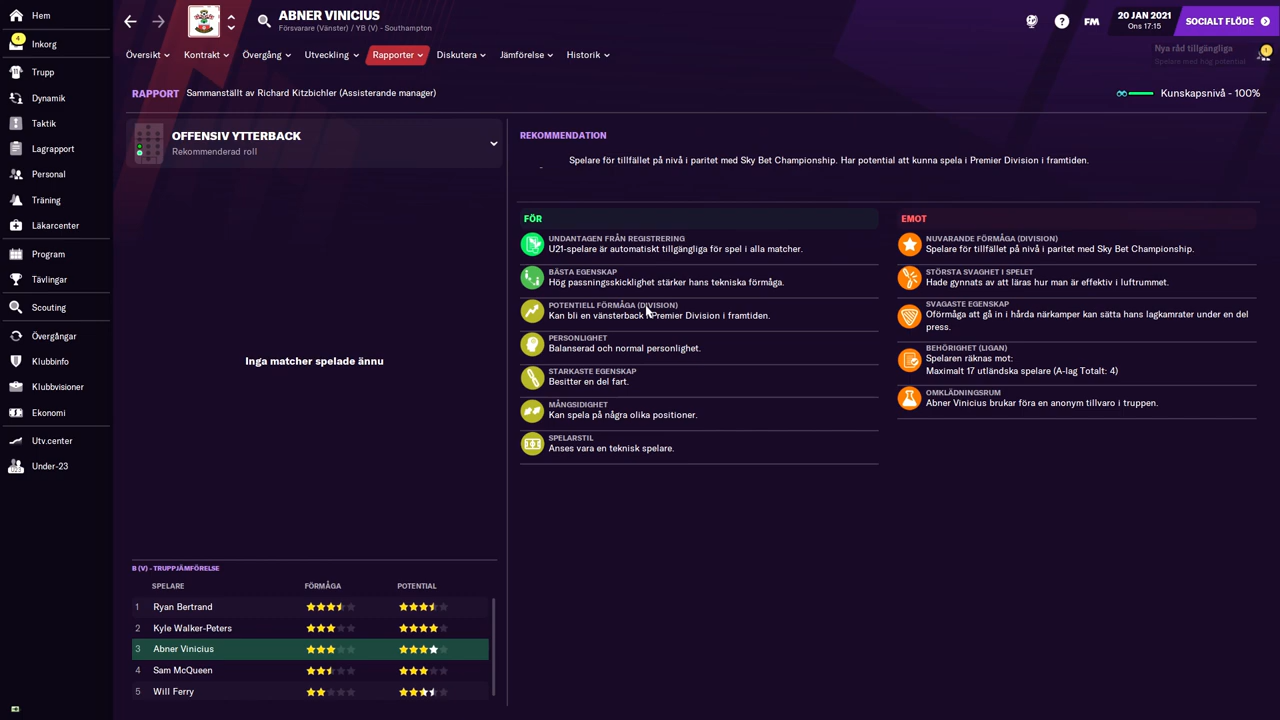 Hem
4
Inkorg
Trupp
Dynamik
Taktik
Lagrapport
Personal
Träning
Läkarcenter
Program
Tävlingar
Scouting
Övergångar
Klubbinfo
Klubbvisioner
Ekonomi
Utv.center
Under-23
ABNER VINICIUS
Försvarare (Vänster) / YB (V) - Southampton
FM
20 JAN 2021
Ons 17:15
SOCIALT FLÖDE
Översikt
Kontrakt
Övergång
Utveckling
Rapporter
Diskutera
Jämförelse
Historik
Nya råd tillgängliga
Spelare med hög potential
1
RAPPORT Sammanställt av Richard Kitzbichler (Assisterande manager)
Kunskapsnivå - 100%
OFFENSIV YTTERBACK
Rekommenderad roll
Inga matcher spelade ännu
B (V) - TRUPPJÄMFÖRELSE
SPELARE FÖRMÅGA POTENTIAL
1 Ryan Bertrand
2 Kyle Walker-Peters
3 Abner Vinicius
4 Sam McQueen
5 Will Ferry
REKOMMENDATION
-
Spelare för tillfället på nivå i paritet med Sky Bet Championship. Har potential att kunna spela i Premier Division i framtiden.
FÖR
UNDANTAGEN FRÅN REGISTRERING
U21-spelare är automatiskt tillgängliga för spel i alla matcher.
BÄSTA EGENSKAP
Hög passningsskicklighet stärker hans tekniska förmåga.
POTENTIELL FÖRMÅGA (DIVISION)
Kan bli en vänsterback i Premier Division i framtiden.
PERSONLIGHET
Balanserad och normal personlighet.
STARKASTE EGENSKAP
Besitter en del fart.
MÅNGSIDIGHET
Kan spela på några olika positioner.
SPELARSTIL
Anses vara en teknisk spelare.
EMOT
NUVARANDE FÖRMÅGA (DIVISION)
Spelare för tillfället på nivå i paritet med Sky Bet Championship.
STÖRSTA SVAGHET I SPELET
Hade gynnats av att läras hur man är effektiv i luftrummet.
SVAGASTE EGENSKAP
Oförmåga att gå in i hårda närkamper kan sätta hans lagkamrater under en del
press.
BEHÖRIGHET (LIGAN)
Spelaren räknas mot:
Maximalt 17 utländska spelare (A-lag Totalt: 4)
OMKLÄDNINGSRUM
Abner Vinicius brukar föra en anonym tillvaro i truppen.